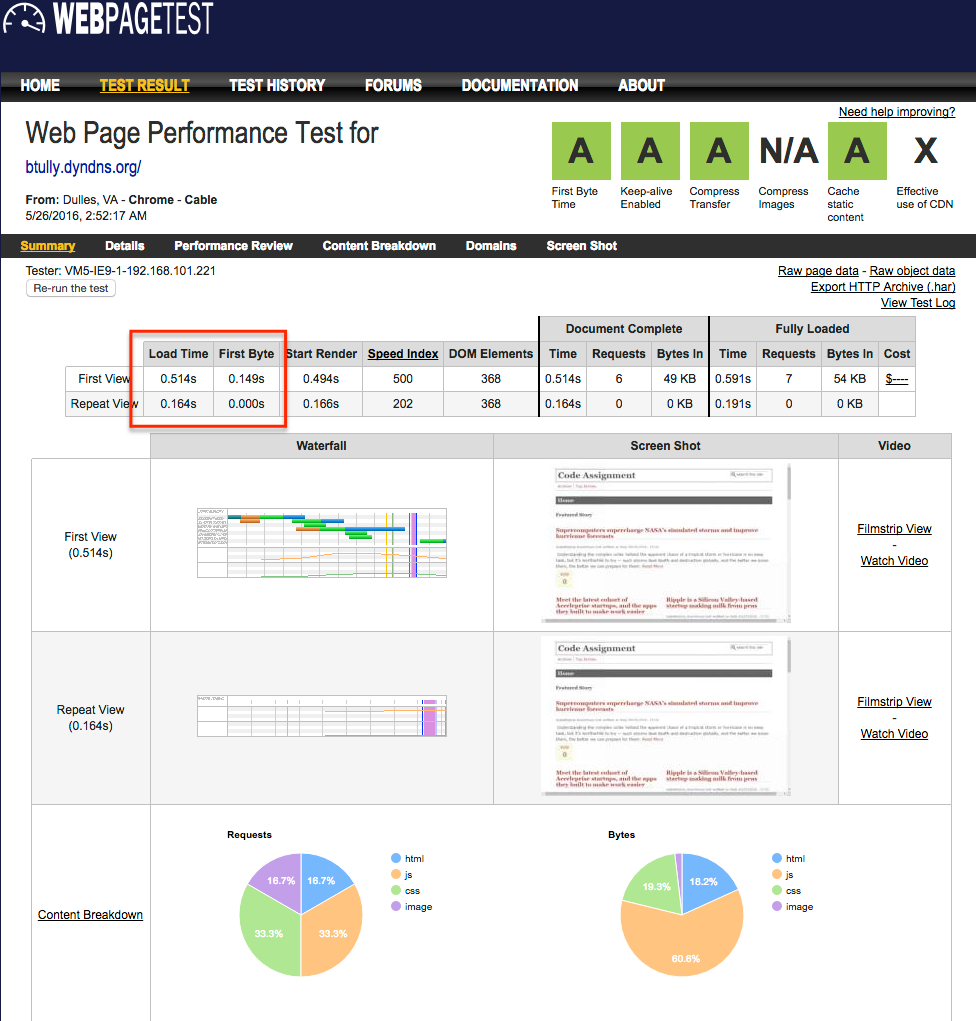 WEBPAGETEST
HOME TEST RESULT TEST HISTORY FORUMS DOCUMENTATION ABOUT
Need help improving?
Web Page Performance Test for
btully.dyndns.org/
From: Dulles, VA - Chrome - Cable
5/26/2016, 2:52:17 AM
A A A N/A A X
First Byte Time
Keep-alive Enabled
Compress Transfer
Compress Images
Cache static content
Effective use of CDN
Summary Details Performance Review Content Breakdown Domains Screen Shot
Tester: VM5-IE9-1-192.168.101.221
Re-run the test
Raw page data - Raw object data
Export HTTP Archive (.har)
View Test Log
Document Complete Fully Loaded
Load Time First Byte Start Render Speed Index DOM Elements Time Requests Bytes In Time Requests Bytes In Cost
First View 0.514s 0.149s 0.494s 500 368 0.514s 6 49 KB 0.591s 7 54 KB $----
Repeat View 0.164s 0.000s 0.166s 202 368 0.164s 0 0 KB 0.191s 0 0 KB
Waterfall Screen Shot Video
First View
(0.514s)
Code Assignment
Home
Featured Story
Supercomputers supercharge NASA's simulated storms and improve
hurricane forecasts
Meet the latest cohort of
Accelerprise startups, and the apps
they built to make work easier
Ripple is a Silicon Valley-based
startup making milk from peas
Filmstrip View
-
Watch Video
Repeat View
(0.164s)
Code Assignment
Home
Featured Story
Supercomputers supercharge NASA's simulated storms and improve
hurricane forecasts
Meet the latest cohort of
Accelerprise startups, and the apps
they built to make work easier
Ripple is a Silicon Valley-based
startup making milk from peas
Filmstrip View
-
Watch Video
Content Breakdown
Requests
16.7% 16.7%
33.3% 33.3%
html
js
css
image
Bytes
19.3% 18.2%
60.6%
html
js
css
image